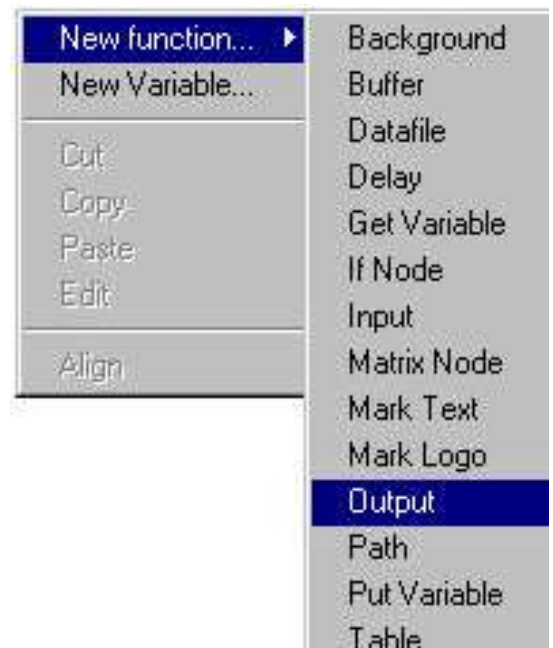 New function...
New Variable...
Cut
Copy
Paste
Edit
Align
Background
Buffer
Datafile
Delay
Get Variable
If Node
Input
Matrix Node
Mark Text
Mark Logo
Output
Path
Put Variable
Table